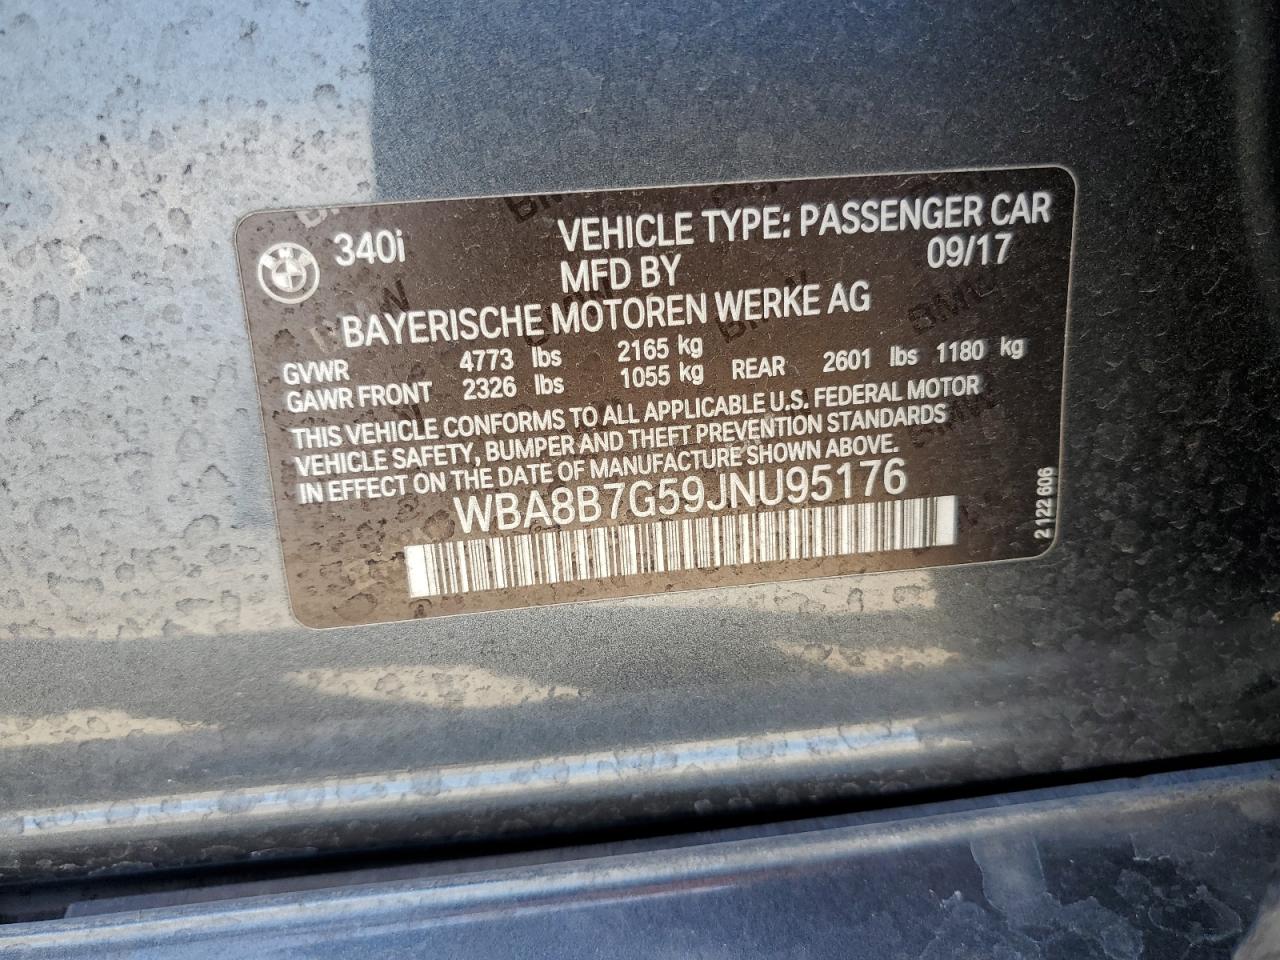 340i VEHICLE TYPE: PASSENGER CAR
MFD BY 09/17
BAYERISCHE MOTOREN WERKE AG
GVWR 4773 lbs 2165 kg
GAWR FRONT 2326 lbs 1055 kg REAR 2601 lbs 1180 kg
THIS VEHICLE CONFORMS TO ALL APPLICABLE U.S. FEDERAL MOTOR
VEHICLE SAFETY, BUMPER AND THEFT PREVENTION STANDARDS
IN EFFECT ON THE DATE OF MANUFACTURE SHOWN ABOVE.
WBA8B7G59JNU95176
2 122 606